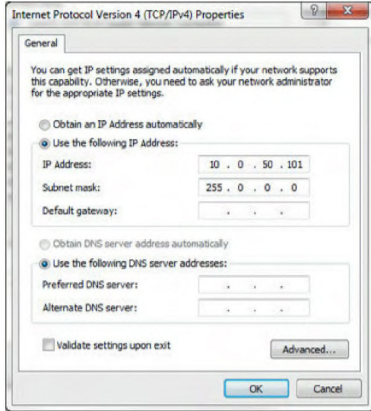 Internet Protocol Version 4 (TCP/IPv4) Properties
?
X
General
You can get IP settings assigned automatically if your network supports
this capability. Otherwise, you need to ask your network administrator
for the appropriate IP settings.
Obtain an IP Address automatically
Use the following IP Address:
IP Address: 10 . 0 . 50 . 101
Subnet mask: 255 . 0 . 0 . 0
Default gateway: . . .
Obtain DNS server address automatically
Use the following DNS server addresses:
Preferred DNS server: . . .
Alternate DNS server: . . .
Validate settings upon exit
Advanced...
OK Cancel